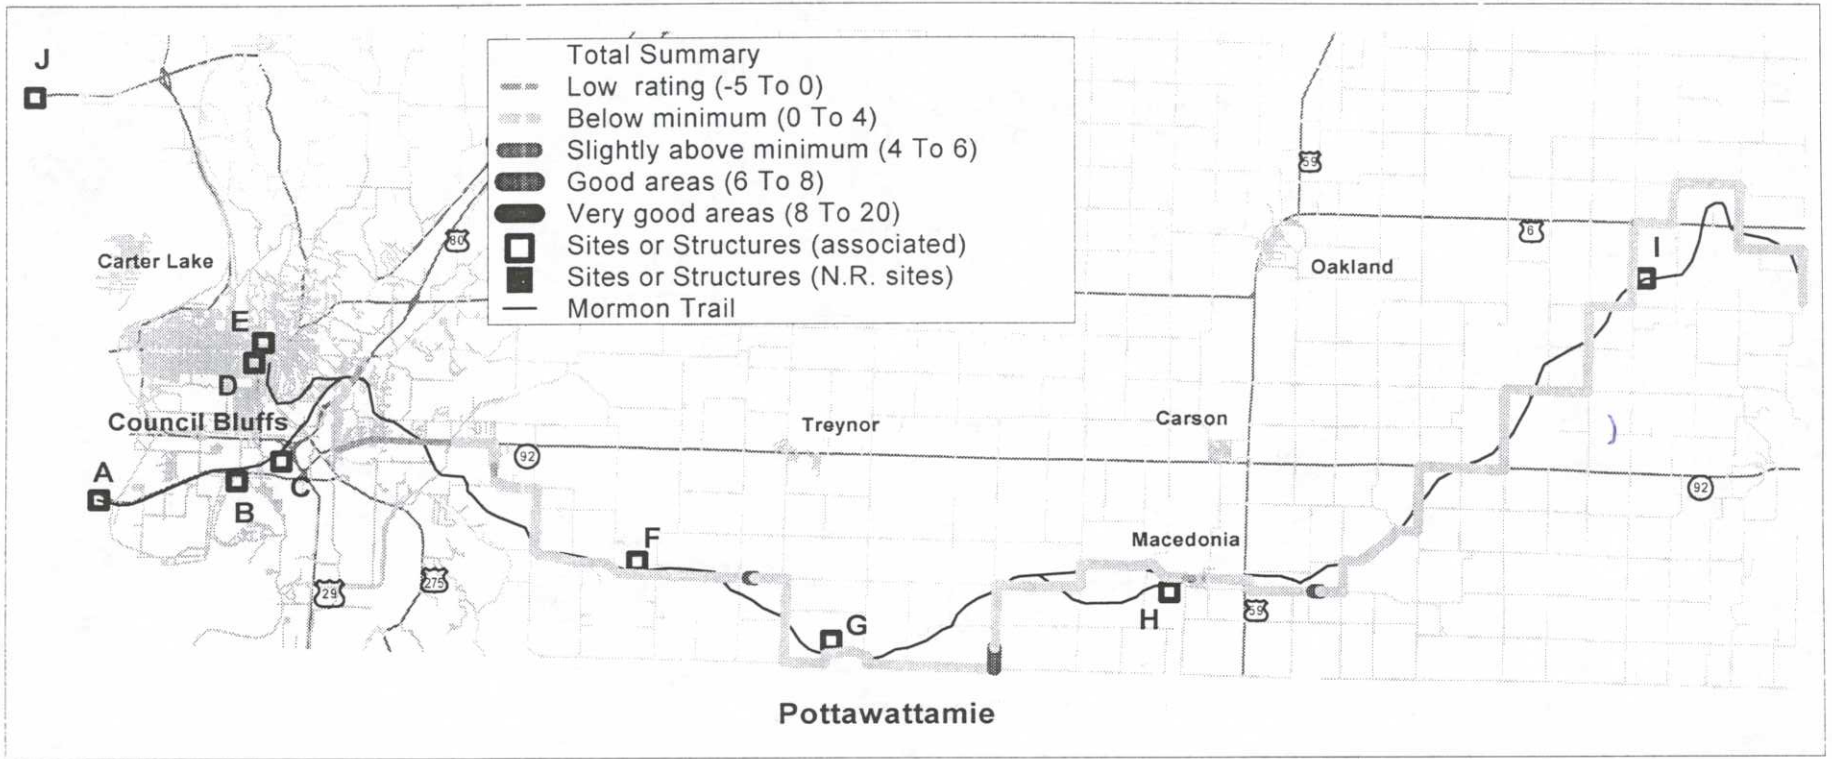 J
Total Summary
Low rating (-5 To 0)
Below minimum (0 To 4)
Slightly above minimum (4 To 6)
Good areas (6 To 8)
Very good areas (8 To 20)
Sites or Structures (associated)
Sites or Structures (N.R. sites)
Mormon Trail
59
80
6
I
Carter Lake
Oakland
E
D
Council Bluffs
Treynor
Carson
92
A
C
B
92
F
Macedonia
29
275
G
H
59
Pottawattamie